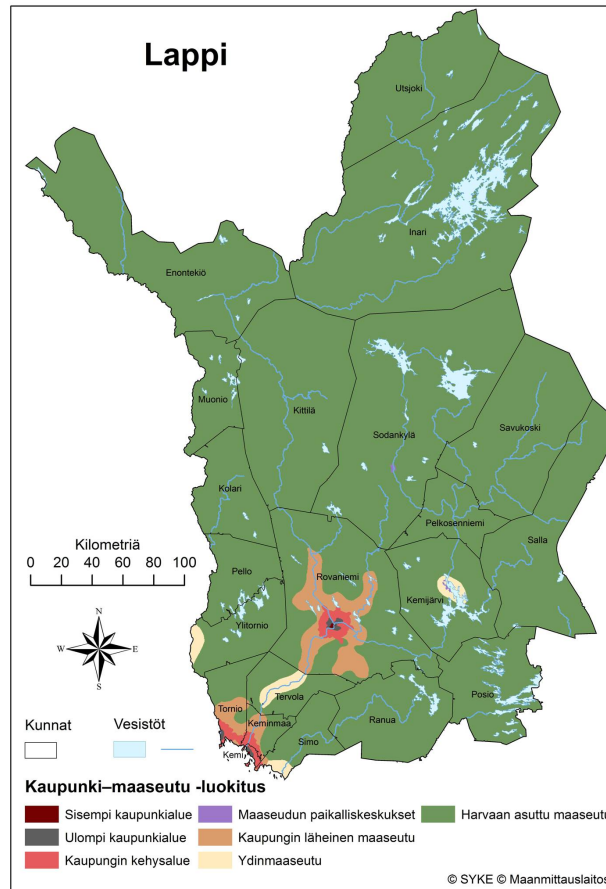 Lappi
Utsjoki
Inari
Enontekiö
Muonio
Kittilä
Sodankylä
Savukoski
Kolari
Pelkosenniemi
Salla
Kilometriä
0 20 40 60 80 100
Pello
Rovaniemi
Kemijärvi
Ylitornio
N
W E
S
Tervola
Posio
Tornio
Ranua
Keminmaa
Simo
Kemi
Kunnat Vesistöt
Kaupunki–maaseutu -luokitus
Sisempi kaupunkialue Maaseudun paikalliskeskukset Harvaan asuttu maaseutu
Ulompi kaupunkialue Kaupungin läheinen maaseutu
Kaupungin kehysalue Ydinmaaseutu
© SYKE © Maanmittauslaitos